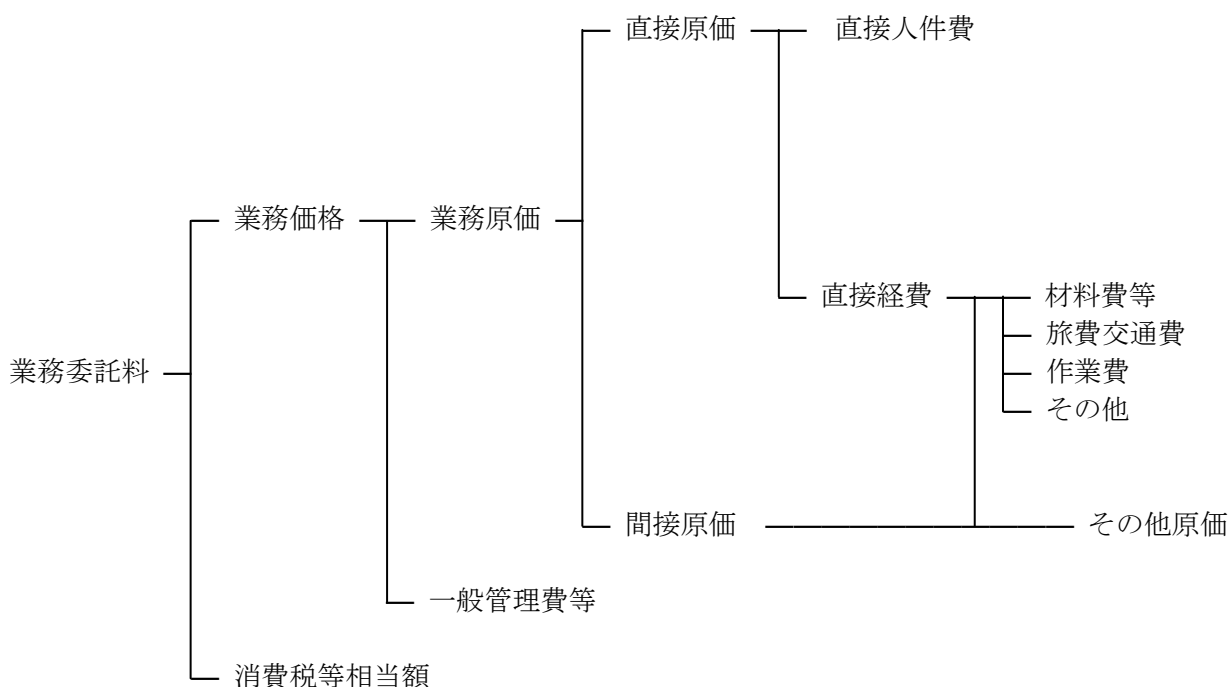 直接原価 直接人件費
業務価格 業務原価
直接経費 材料費等
旅費交通費
業務委託料 作業費
その他
間接原価 その他原価
一般管理費等
消費税等相当額